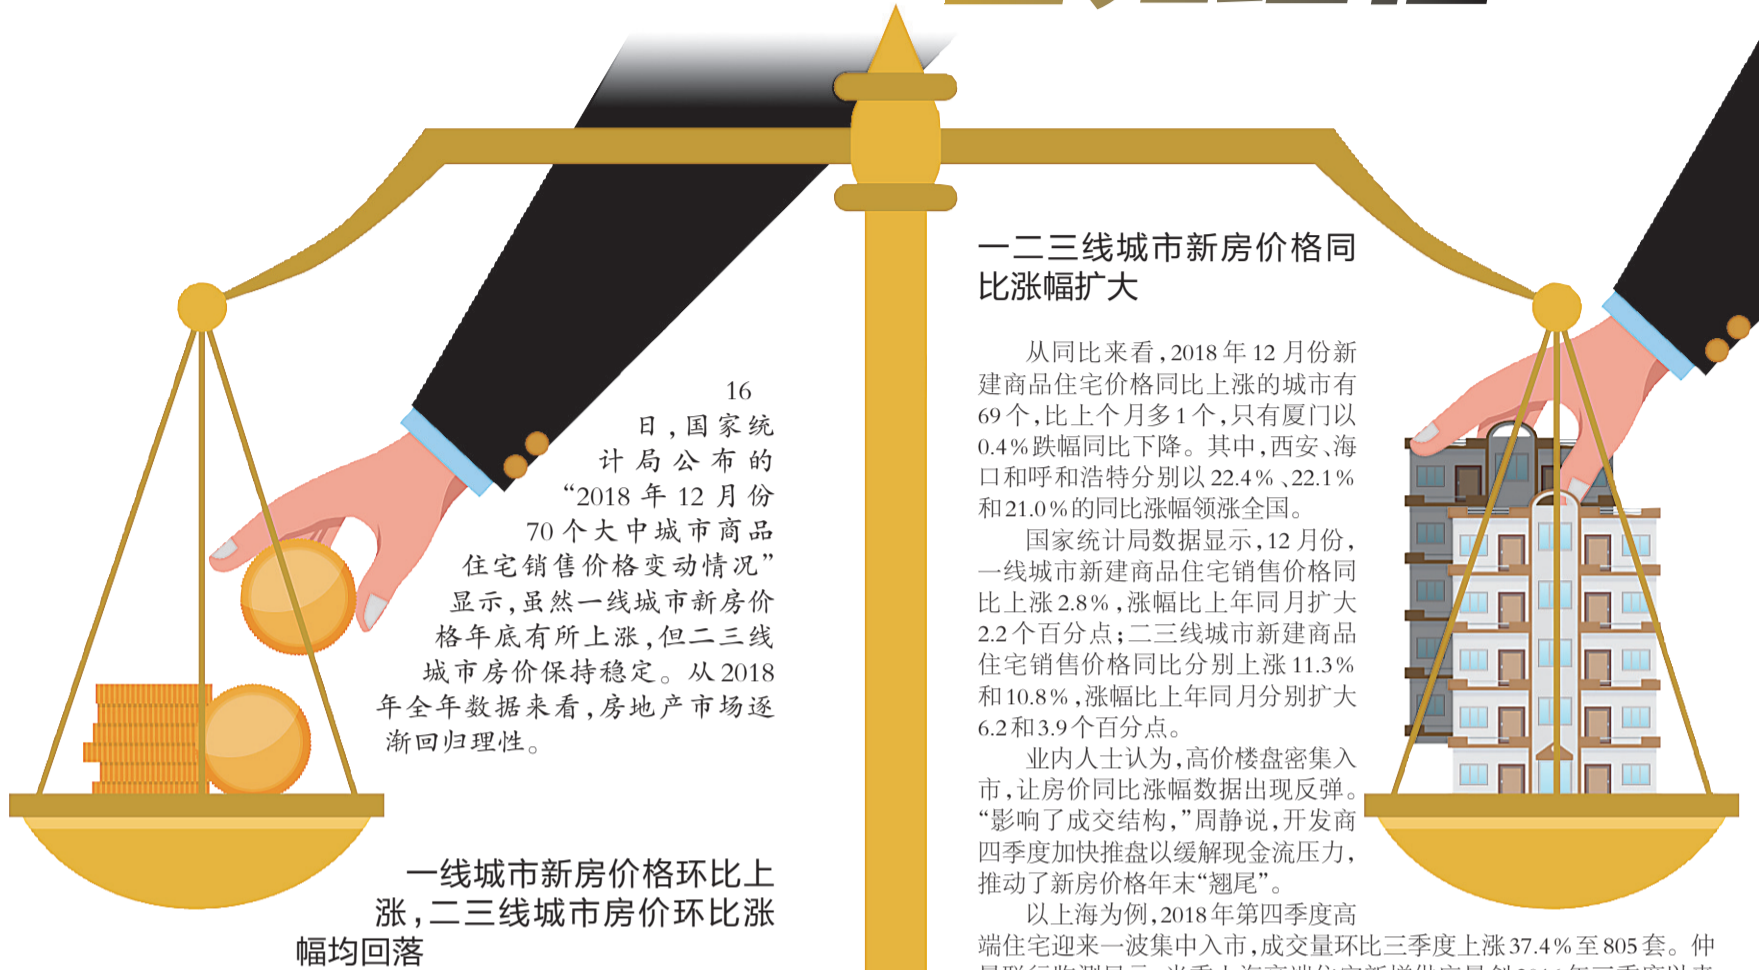 16
日，国家统
计局公布的
“2018年12月份
70个大中城市商品
住宅销售价格变动情况”
显示，虽然一线城市新房价
格年底有所上涨，但二三线
城市房价保持稳定。从2018
年全年数据来看，房地产市场逐
渐回归理性。
一线城市新房价格环比上
涨，二三线城市房价环比涨
幅均回落
一二三线城市新房价格同
比涨幅扩大
从同比来看，2018年12月份新
建商品住宅价格同比上涨的城市有
69个，比上个月多1个，只有厦门以
0.4%跌幅同比下降。其中，西安、海
口和呼和浩特分别以22.4%、22.1%
和21.0%的同比涨幅领涨全国。
国家统计局数据显示，12月份，
一线城市新建商品住宅销售价格同
比上涨2.8%，涨幅比上年同月扩大
2.2个百分点；二三线城市新建商品
住宅销售价格同比分别上涨11.3%
和10.8%，涨幅比上年同月分别扩大
6.2和3.9个百分点。
业内人士认为，高价楼盘密集入
市，让房价同比涨幅数据出现反弹。
“影响了成交结构，”周静说，开发商
四季度加快推盘以缓解现金流压力，
推动了新房价格年末“翘尾”。
以上海为例，2018年第四季度高
端住宅迎来一波集中入市，成交量环比三季度上涨37.4%至805套。仲